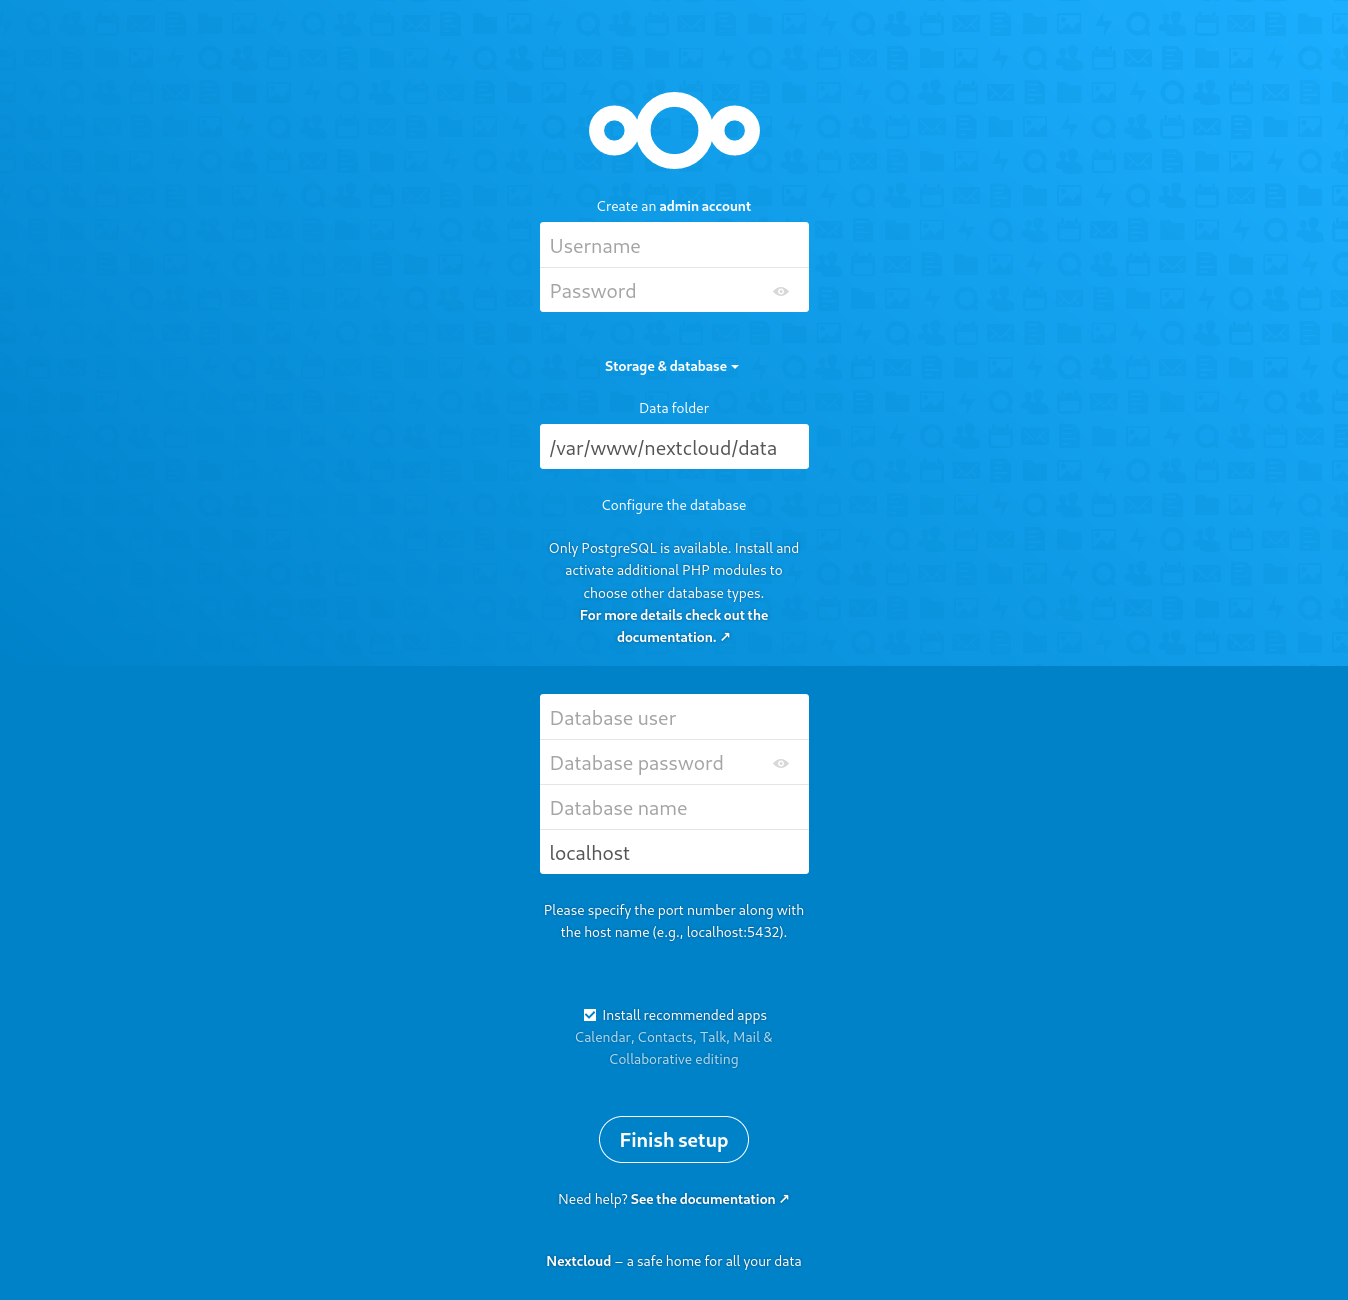 Create an admin account
Username
Password
Storage & database
Data folder
/var/www/nextcloud/data
Configure the database
Only PostgreSQL is available. Install and
activate additional PHP modules to
choose other database types.
For more details check out the
documentation. ↗
Database user
Database password
Database name
localhost
Please specify the port number along with
the host name (e.g., localhost:5432).
Install recommended apps
Calendar, Contacts, Talk, Mail &
Collaborative editing
Finish setup
Need help? See the documentation ↗
Nextcloud – a safe home for all your data